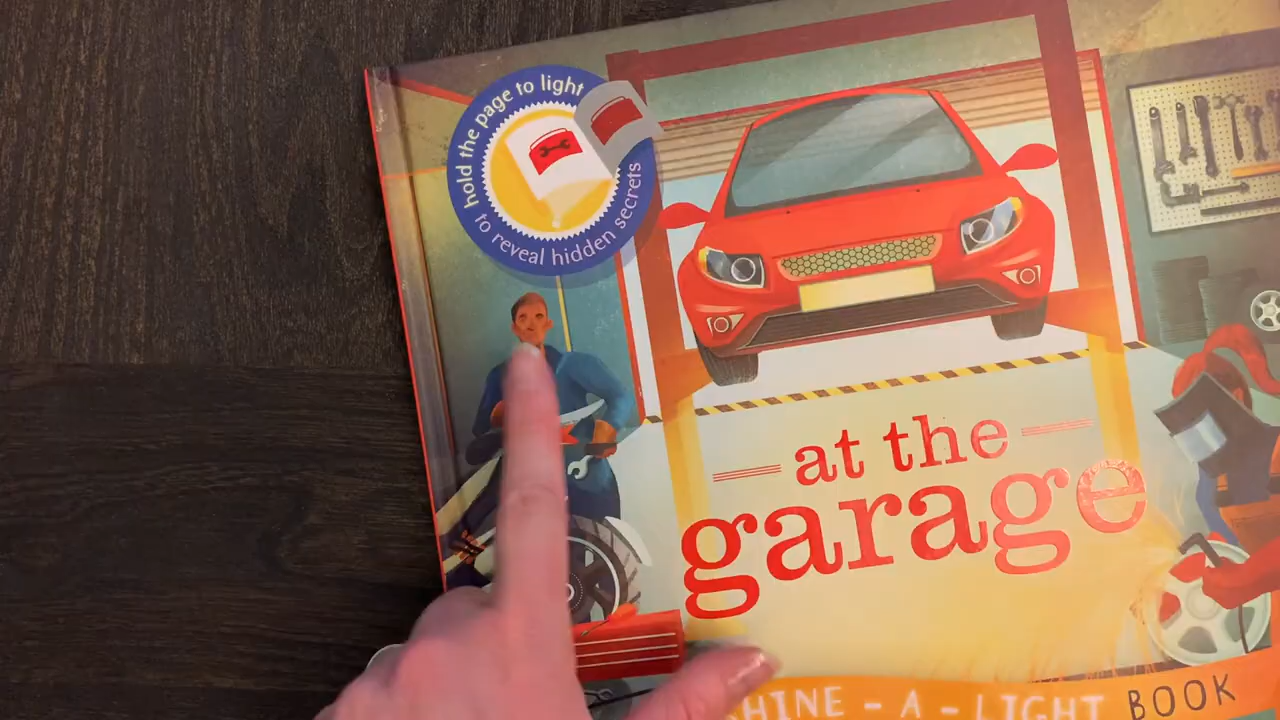 hold the page to light
to reveal hidden secrets
at the
garage
SHINE-A-LIGHT BOOK